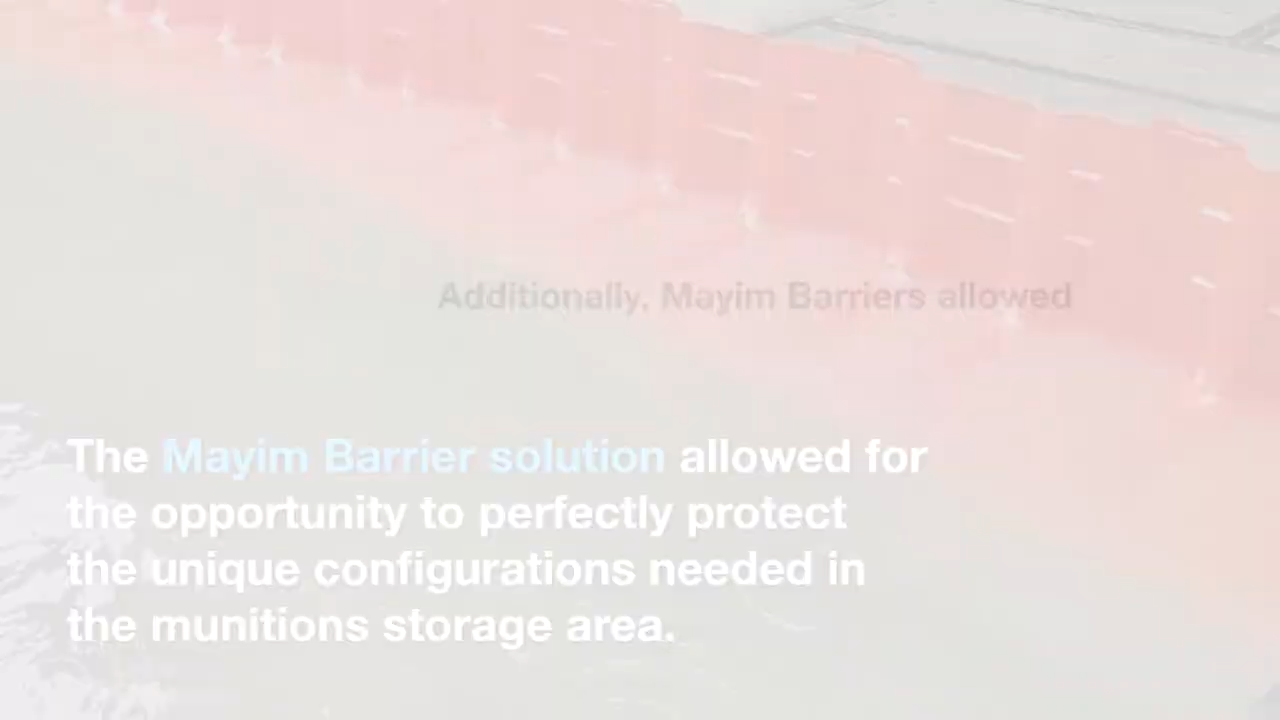 Additionally, Mayim Barriers allowed
The Mayim Barrier solution allowed for
the opportunity to perfectly protect
the unique configurations needed in
the munitions storage area.